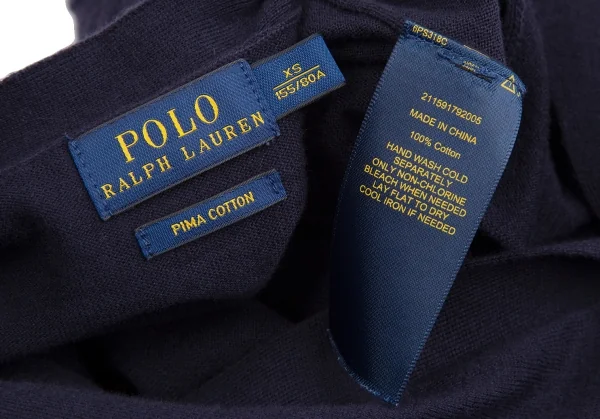 POLO
RALPH LAUREN
XS
155/80A
PIMA COTTON
6PS318C
211591792005
MADE IN CHINA
100% Cotton
HAND WASH COLD
SEPARATELY
ONLY NON-CHLORINE
BLEACH WHEN NEEDED
LAY FLAT TO DRY
COOL IRON IF NEEDED